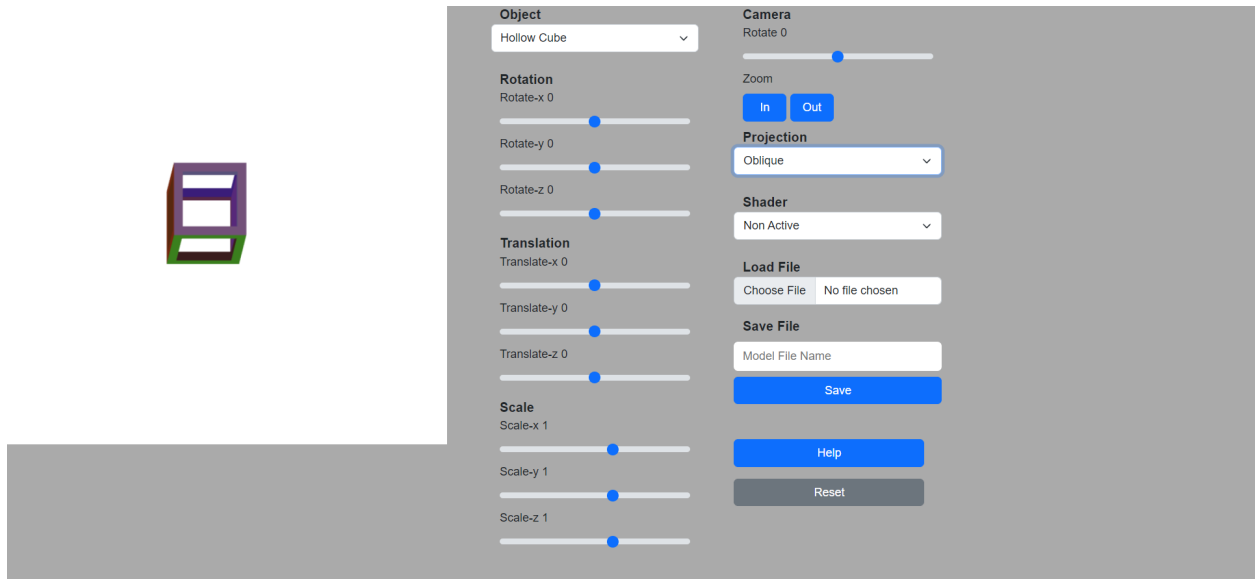 Object
Hollow Cube
Rotation
Rotate-x 0
Rotate-y 0
Rotate-z 0
Translation
Translate-x 0
Translate-y 0
Translate-z 0
Scale
Scale-x 1
Scale-y 1
Scale-z 1
Camera
Rotate 0
Zoom
In Out
Projection
Oblique
Shader
Non Active
Load File
Choose File No file chosen
Save File
Model File Name
Save
Help
Reset